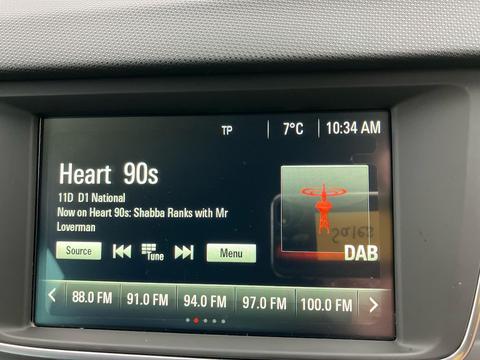 TP 7°C 10:34 AM
Heart 90s
11D D1 National
Now on Heart 90s: Shabba Ranks with Mr
Loverman
Source Tune Menu
DAB
88.0 FM 91.0 FM 94.0 FM 97.0 FM 100.0 FM